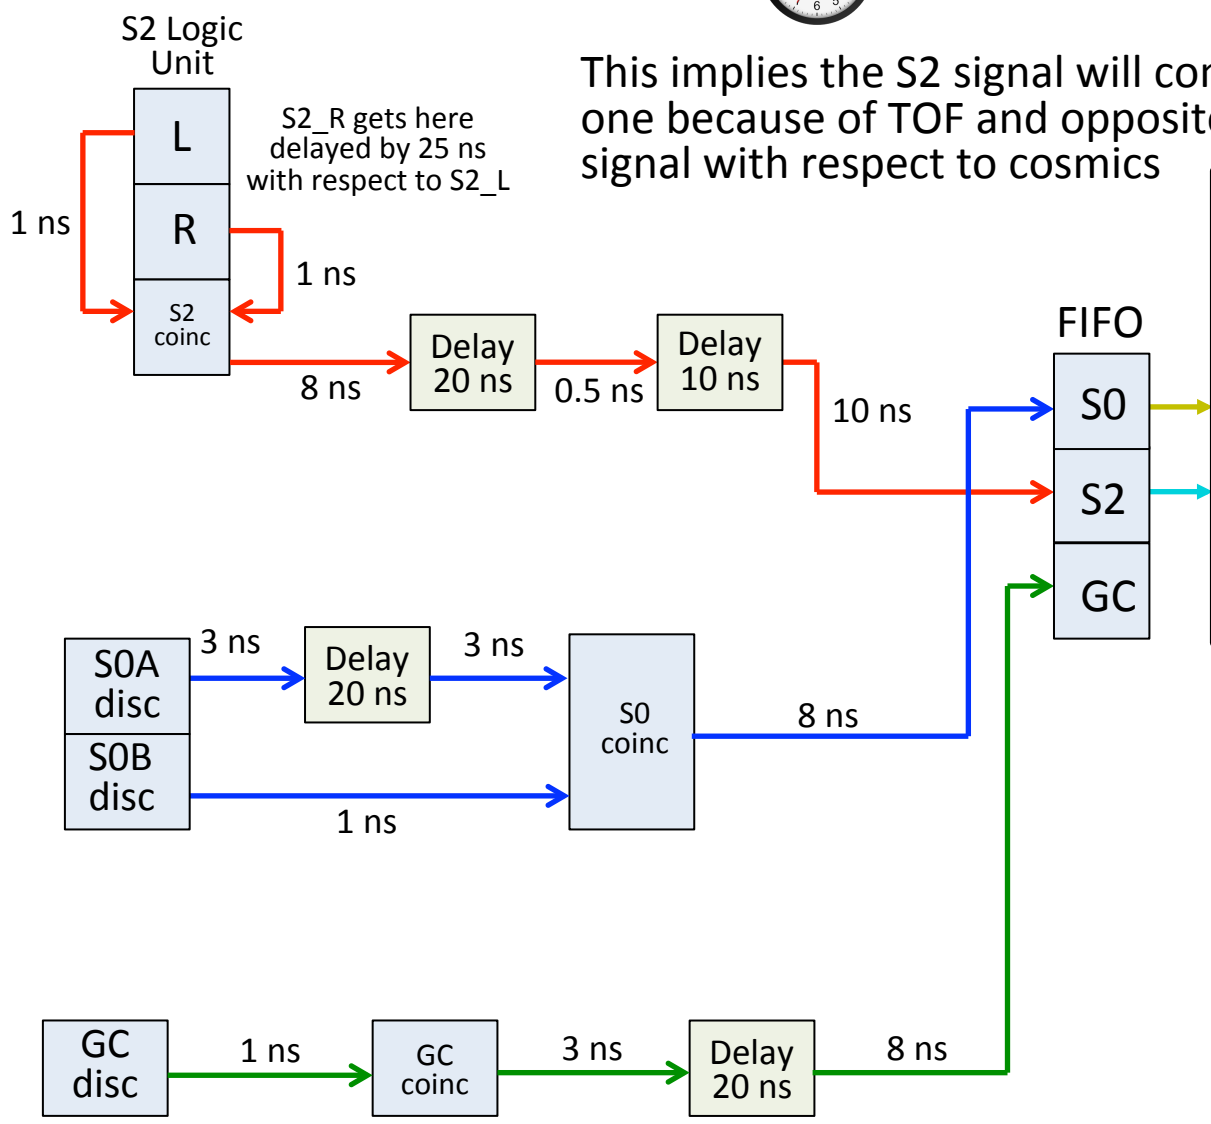 6
5
S2 Logic
Unit
This implies the S2 signal will
one because of TOF and
signal with respect to cosmics
S2_R gets here
delayed by 25 ns
with respect to S2_L
L
R
S2
coinc
1 ns
1 ns
8 ns
Delay
20 ns
0.5 ns
Delay
10 ns
10 ns
FIFO
S0
S2
GC
S0A
disc
S0B
disc
3 ns
Delay
20 ns
3 ns
1 ns
S0
coinc
8 ns
GC
disc
1 ns
GC
coinc
3 ns
Delay
20 ns
8 ns